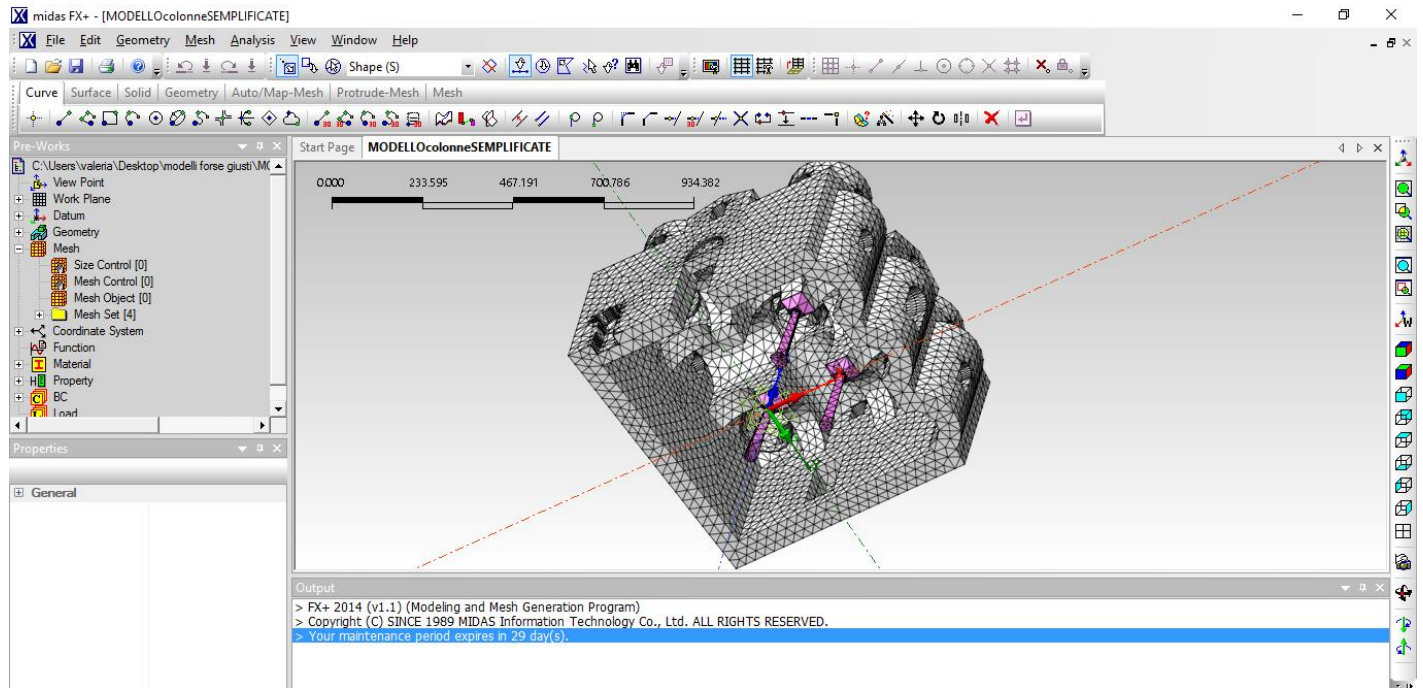 midas FX+ - [MODELLOcolonneSEMPLIFICATE]
File Edit Geometry Mesh Analysis View Window Help
Shape (S)
Curve Surface Solid Geometry Auto/Map-Mesh Protrude-Mesh Mesh
Pre-Works
Start Page MODELLOcolonneSEMPLIFICATE
C:\Users\valeria\Desktop\modelli forse giusti\MC
View Point
Work Plane
Datum
Geometry
Mesh
Size Control [0]
Mesh Control [0]
Mesh Object [0]
Mesh Set [4]
Coordinate System
Function
Material
Property
BC
Load
0.000 233.595 467.191 700.786 934.382
Properties
General
Output
> FX+ 2014 (v1.1) (Modeling and Mesh Generation Program)
> Copyright (C) SINCE 1989 MIDAS Information Technology Co., Ltd. ALL RIGHTS RESERVED.
> Your maintenance period expires in 29 day(s).